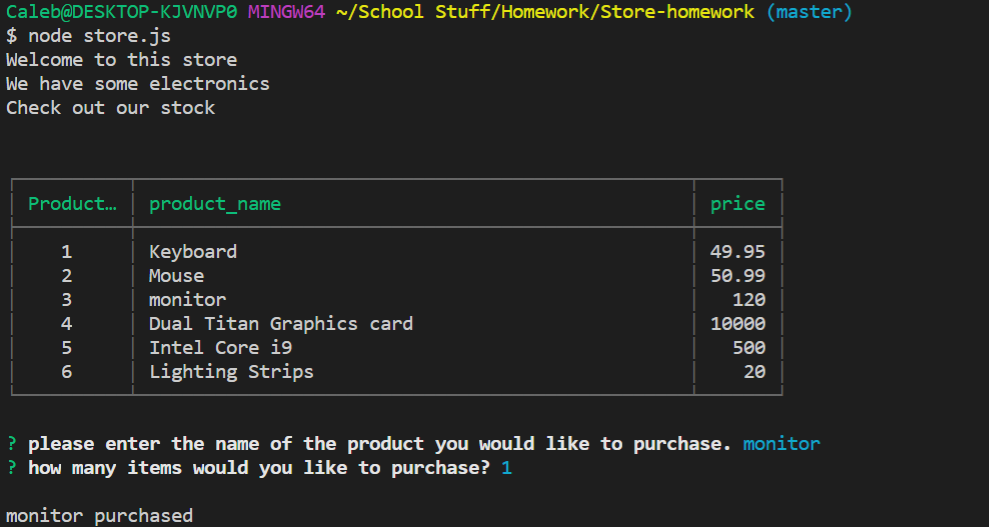 Caleb@DESKTOP-KJVNVP0 MINGW64 ~/School Stuff/Homework/Store-homework (master)
$ node store.js
Welcome to this store
We have some electronics
Check out our stock
Product… product_name price
1 Keyboard 49.95
2 Mouse 50.99
3 monitor 120
4 Dual Titan Graphics card 10000
5 Intel Core i9 500
6 Lighting Strips 20
? please enter the name of the product you would like to purchase. monitor
? how many items would you like to purchase? 1
monitor purchased